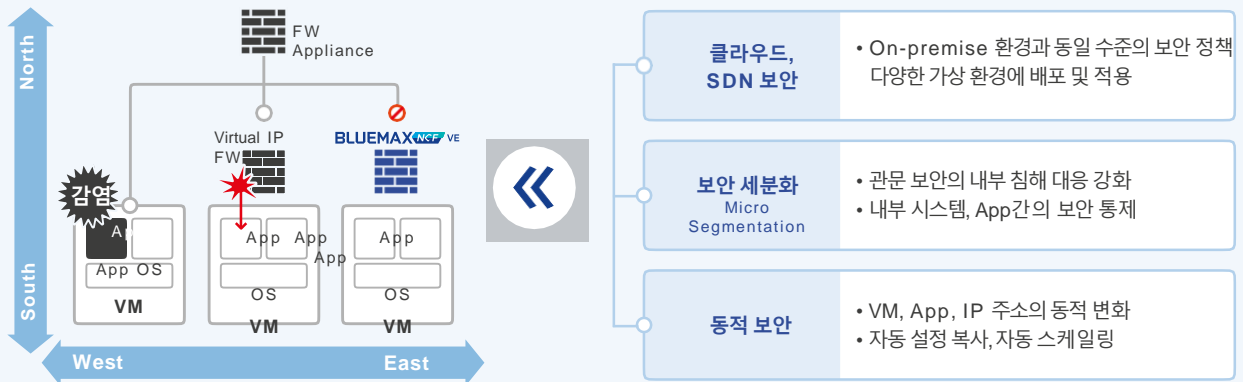 North
South
West
East
FW
Appliance
Virtual IP
FW
BLUEMAX NGF VE
감염
Ap
App OS
VM
App App
App
OS
VM
App
OS
VM
클라우드,
SDN 보안
• On-premise 환경과 동일 수준의 보안 정책
다양한 가상 환경에 배포 및 적용
보안 세분화
Micro
Segmentation
• 관문 보안의 내부 침해 대응 강화
• 내부 시스템, App간의 보안 통제
동적 보안
• VM, App, IP 주소의 동적 변화
• 자동 설정 복사, 자동 스케일링